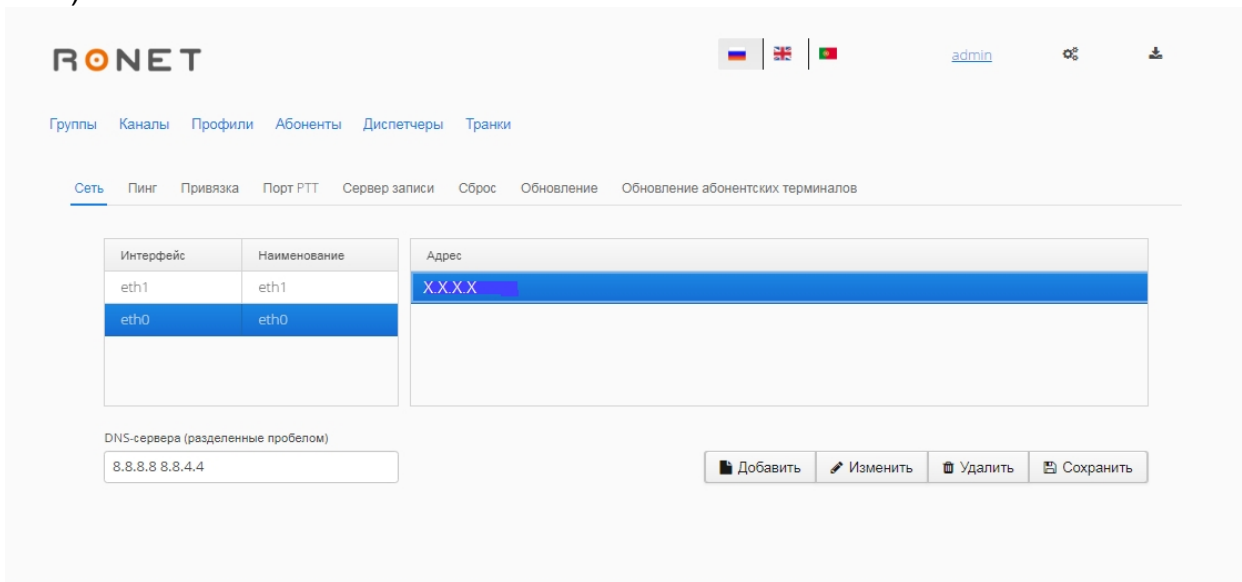 RONET
admin
Группы Каналы Профили Абоненты Диспетчеры Транки
Сеть Пинг Привязка Порт PTT Сервер записи Сброс Обновление Обновление абонентских терминалов
Интерфейс Наименование Адрес
eth1 eth1 X.X.X.X
eth0 eth0
DNS-сервера (разделенные пробелом)
8.8.8.8 8.8.4.4
Добавить Изменить Удалить Сохранить